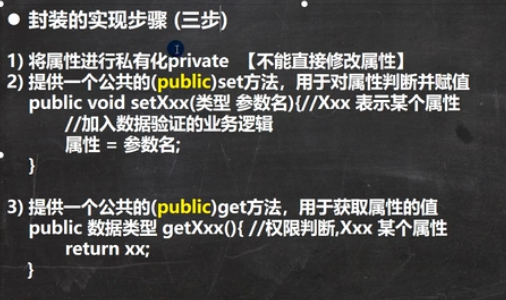 ● 封装的实现步骤 (三步)
1) 将属性进行私有化private 【不能直接修改属性】
2) 提供一个公共的(public)set方法，用于对属性判断并赋值
public void setXxx(类型 参数名){//Xxx 表示某个属性
//加入数据验证的业务逻辑
属性 = 参数名;
}
3) 提供一个公共的(public)get方法，用于获取属性的值
public 数据类型 getXxx(){ //权限判断,Xxx 某个属性
return xx;
}